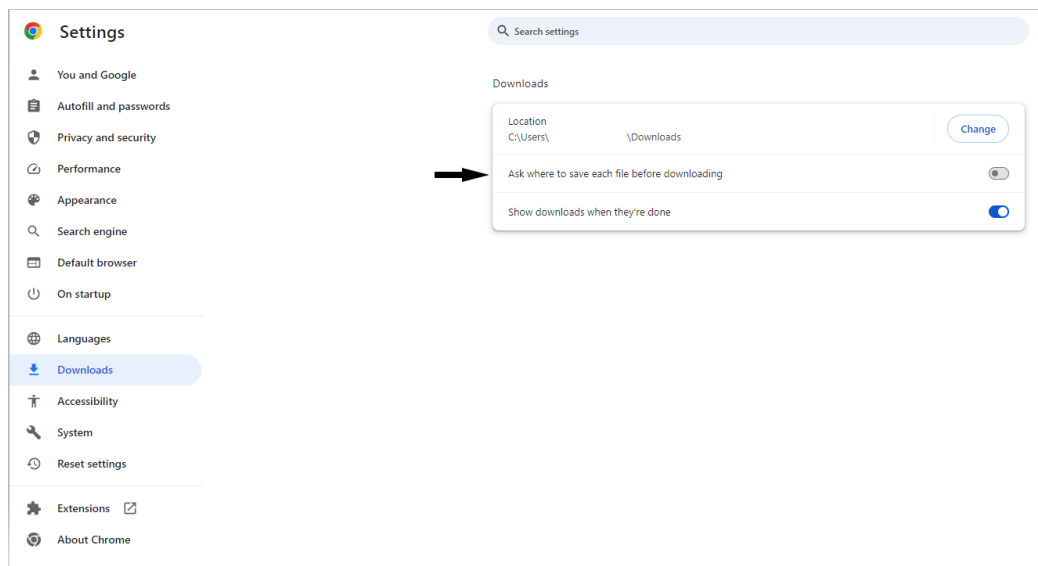 Settings
Search settings
You and Google
Autofill and passwords
Privacy and security
Performance
Appearance
Search engine
Default browser
On startup
Languages
Downloads
Accessibility
System
Reset settings
Extensions
About Chrome
Downloads
Location
C:\Users\ \Downloads
Change
Ask where to save each file before downloading
Show downloads when they're done